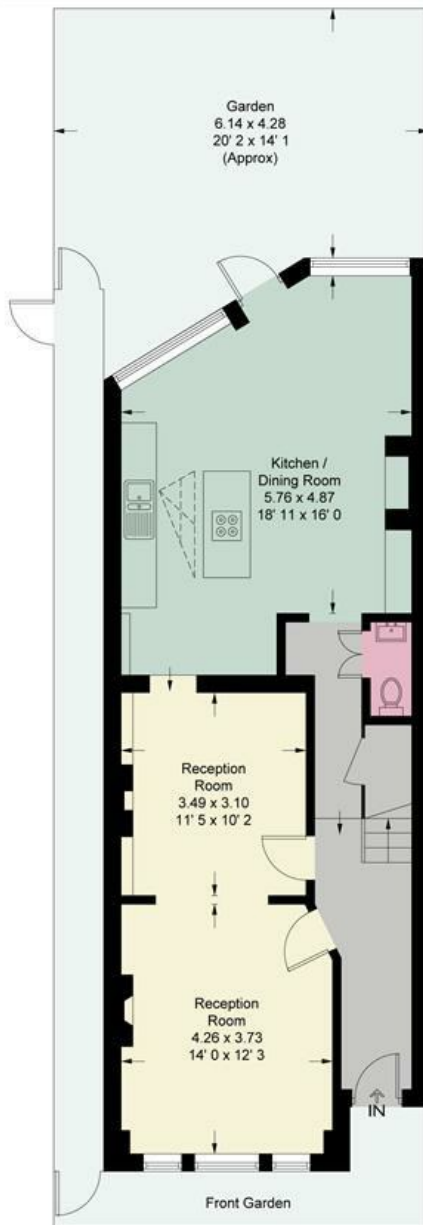 Garden
6.14 x 4.28
20' 2 x 14' 1
(Approx)
Kitchen /
Dining Room
5.76 x 4.87
18' 11 x 16' 0
Reception
Room
3.49 x 3.10
11' 5 x 10' 2
Reception
Room
4.26 x 3.73
14' 0 x 12' 3
IN
Front Garden